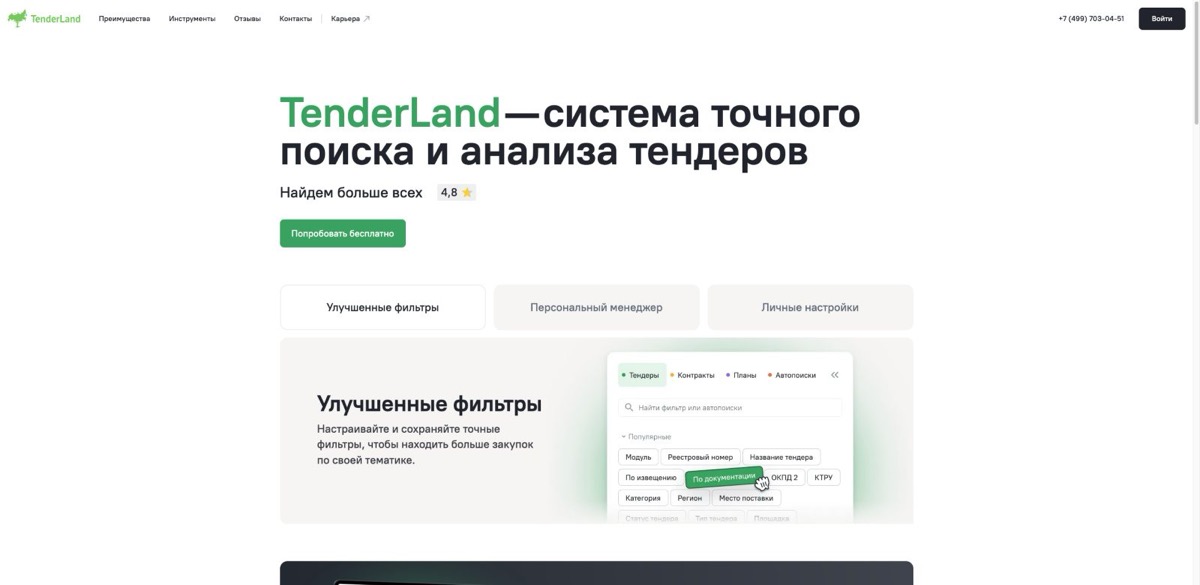 TenderLand
Преимущества
Инструменты
Отзывы
Контакты
Карьера
+7 (499) 703-04-51
Войти
TenderLand — система точного
поиска и анализа тендеров
Найдем больше всех
4,8
Попробовать бесплатно
Улучшенные фильтры
Персональный менеджер
Личные настройки
Улучшенные фильтры
Настраивайте и сохраняйте точные
фильтры, чтобы находить больше закупок
по своей тематике.
Тендеры
Контракты
Планы
Автопоиски
Найти фильтр или автопоиски
Популярные
Модуль
Реестровый номер
Название тендера
По извещению
По документации
ОКПД 2
КТРУ
Категория
Регион
Место поставки
Статус тендера
Тип тендера
Площадка